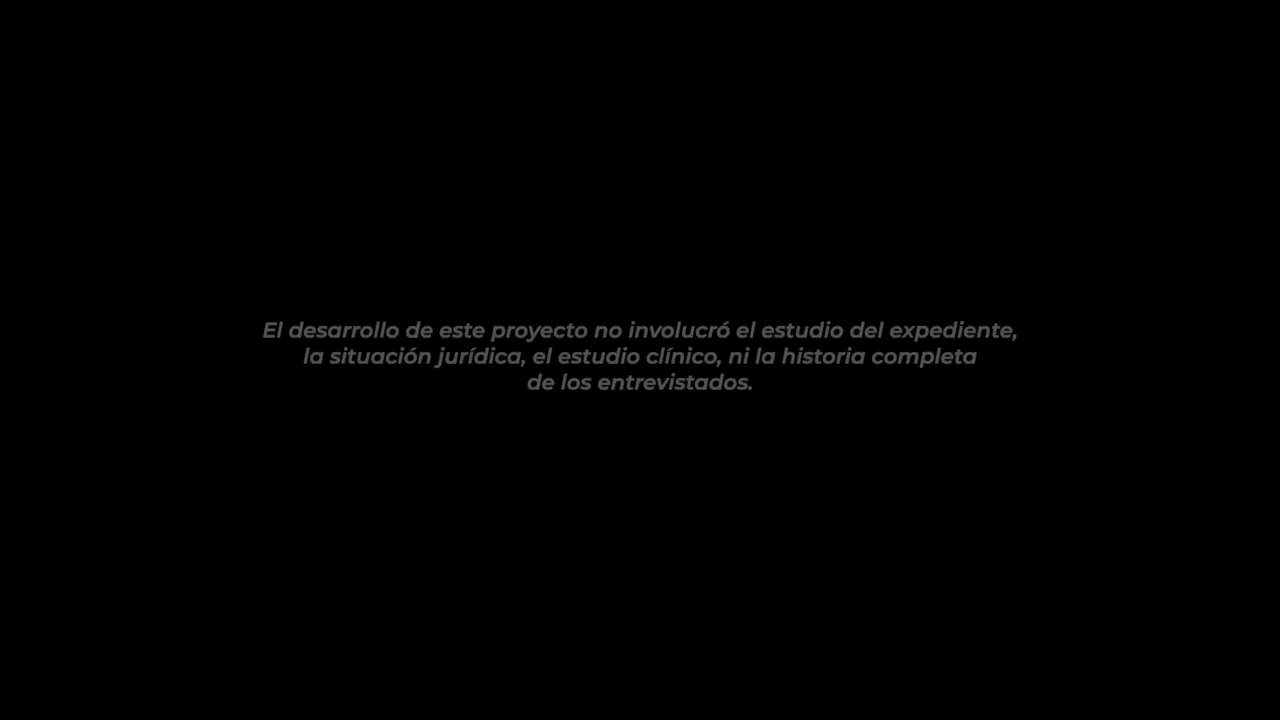 El desarrollo de este proyecto no involucró el estudio del expediente,
la situación jurídica, el estudio clínico, ni la historia completa
de los entrevistados.